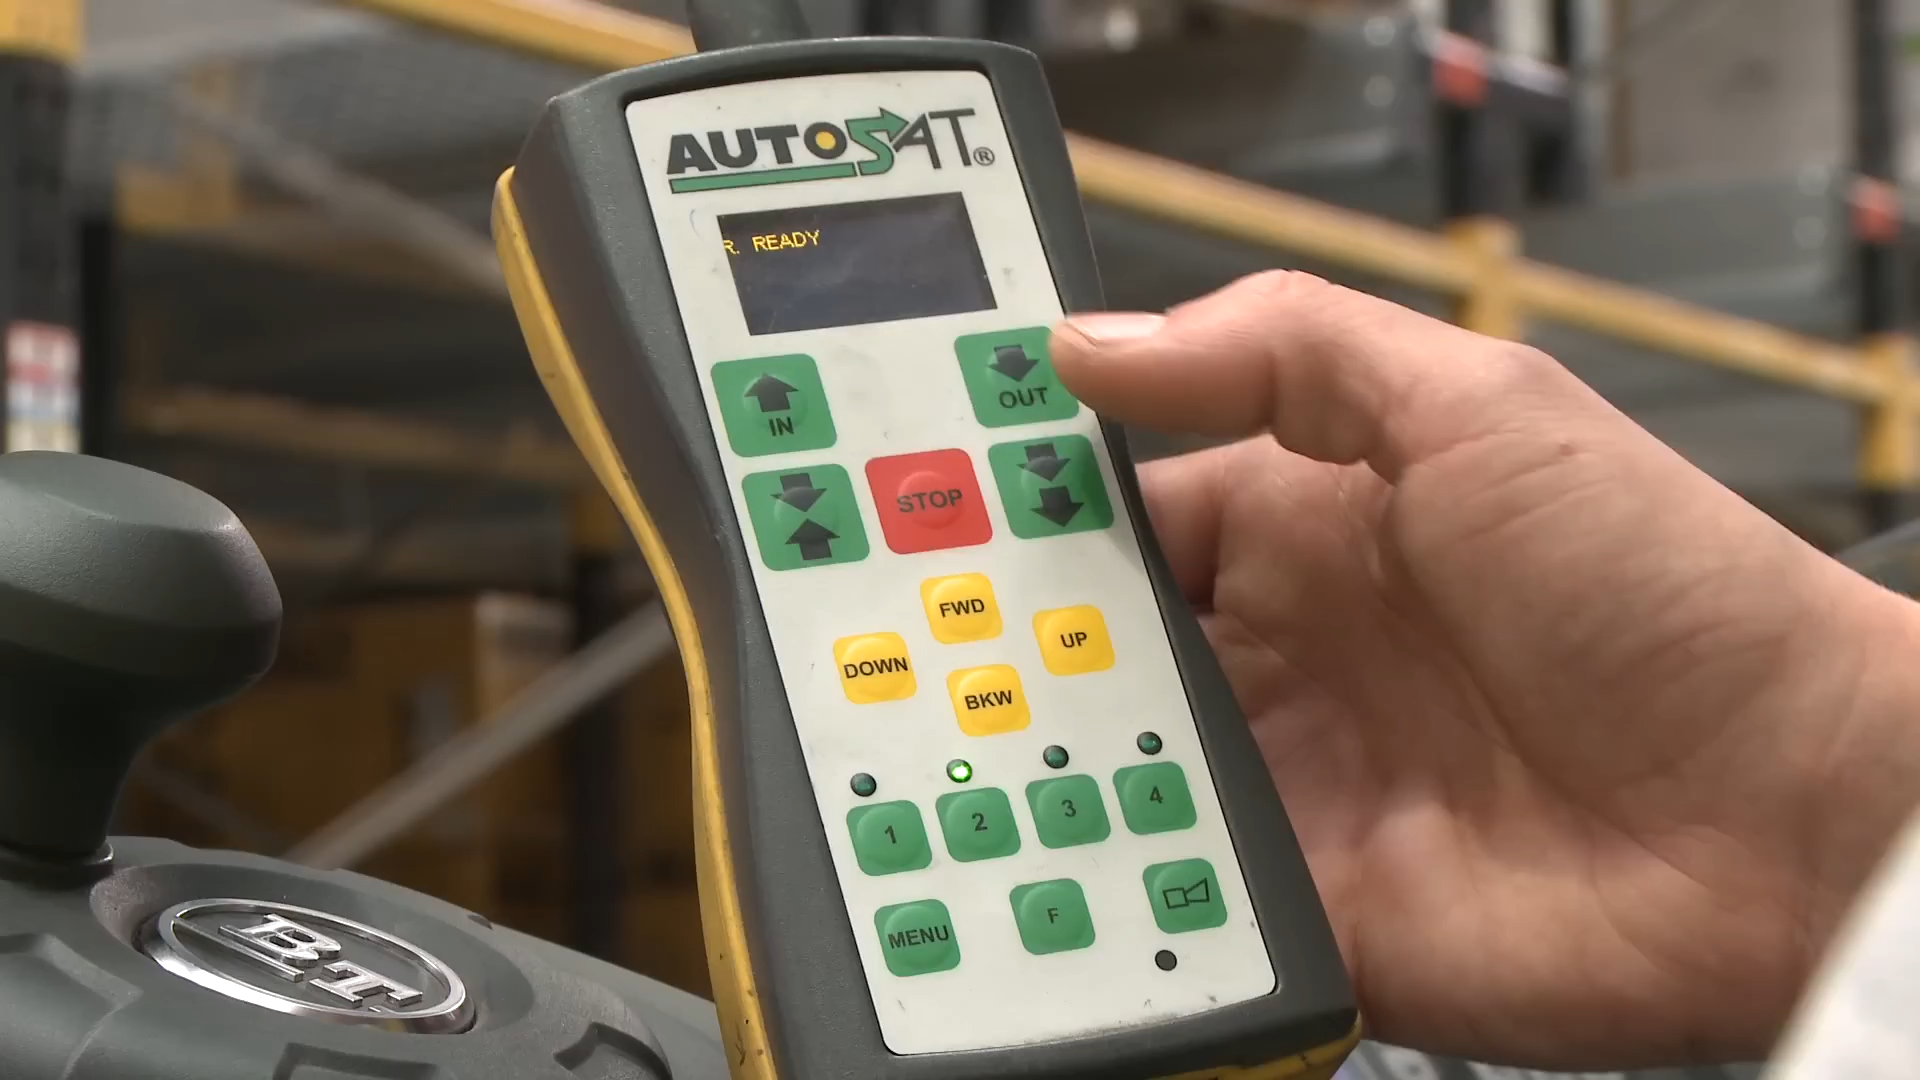 AUTOSAT®
R. READY
IN
OUT
STOP
FWD
DOWN
UP
BKW
1
2
3
4
MENU
F
BT